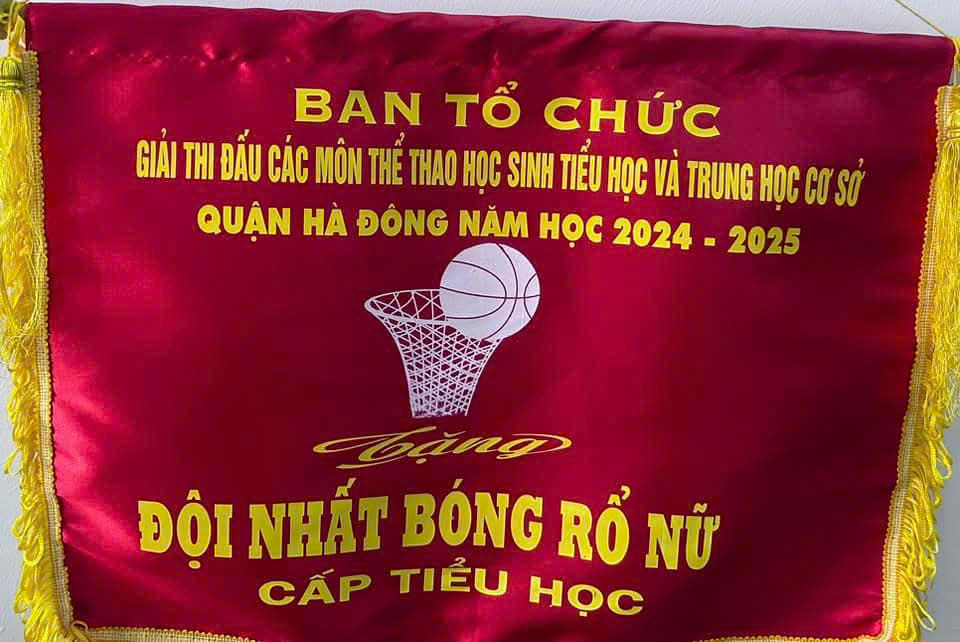 BAN TỔ CHỨC
GIẢI THI ĐẤU CÁC MÔN THỂ THAO HỌC SINH TIỂU HỌC VÀ TRUNG HỌC CƠ SỞ
QUẬN HÀ ĐÔNG NĂM HỌC 2024 - 2025
Tặng
ĐỘI NHẤT BÓNG RỔ NỮ
CẤP TIỂU HỌC